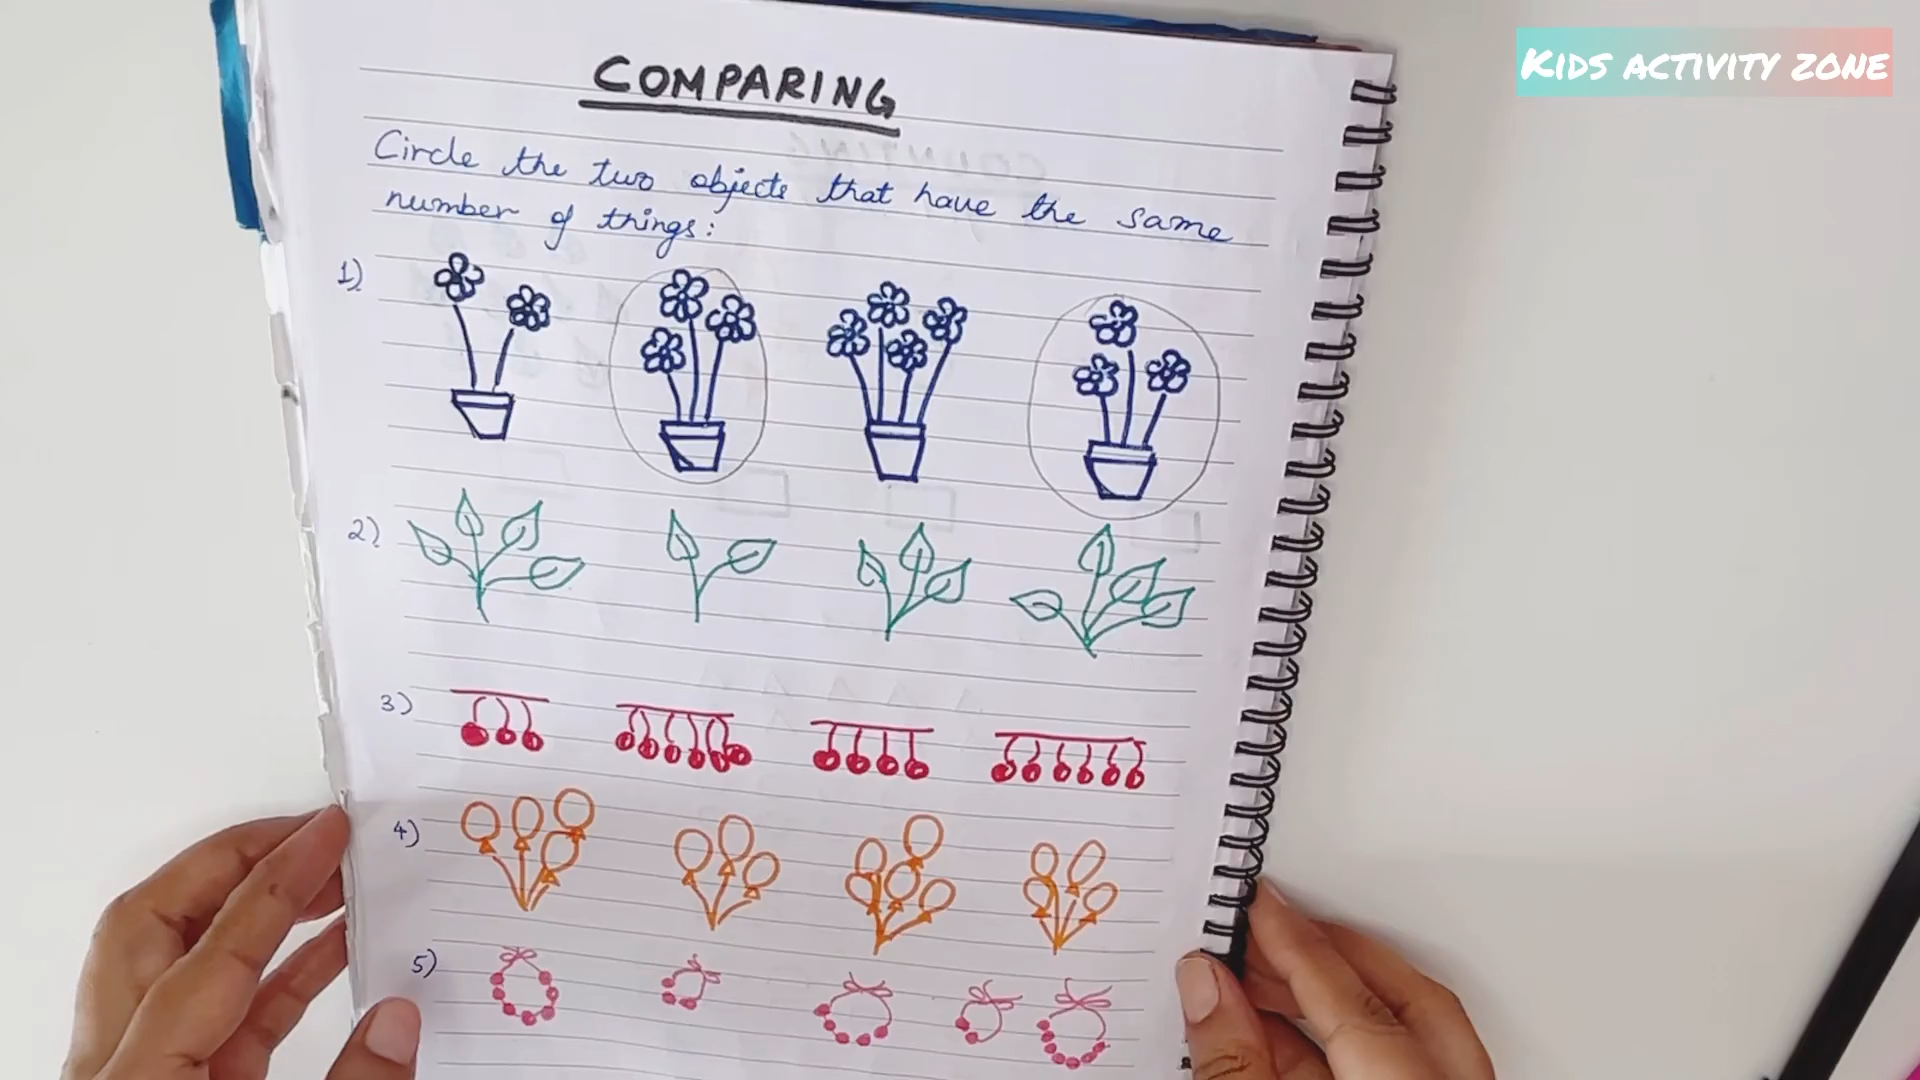 KIDS ACTIVITY ZONE
COMPARING
Circle the two objects that have the same
number of things:
1)
2)
3)
4)
5)